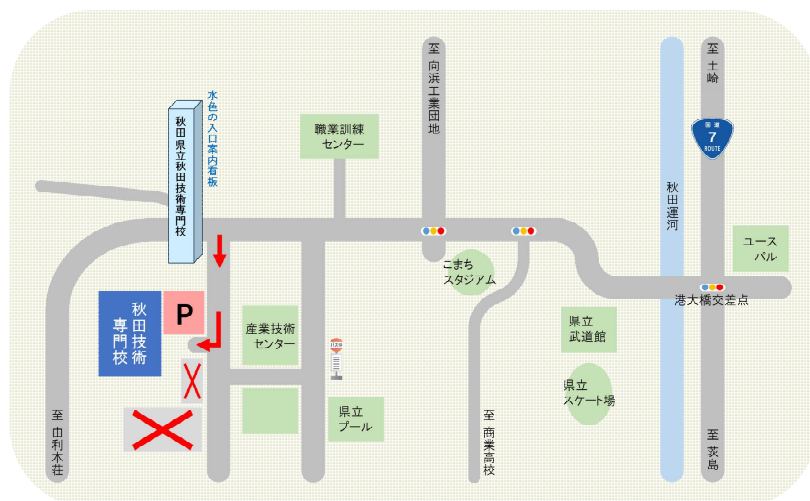 至 向浜工業団地
至 土崎
水色の入口案内看板
秋田県立秋田技術専門校
職業訓練
センター
国道
7
ROUTE
秋田運河
ユース
パル
こまち
スタジアム
港大橋交差点
秋田技術
専門校
P
産業技術
センター
バス停
県立
武道館
県立
スケート場
県立
プール
至 由利本荘
至 商業高校
至 茨島